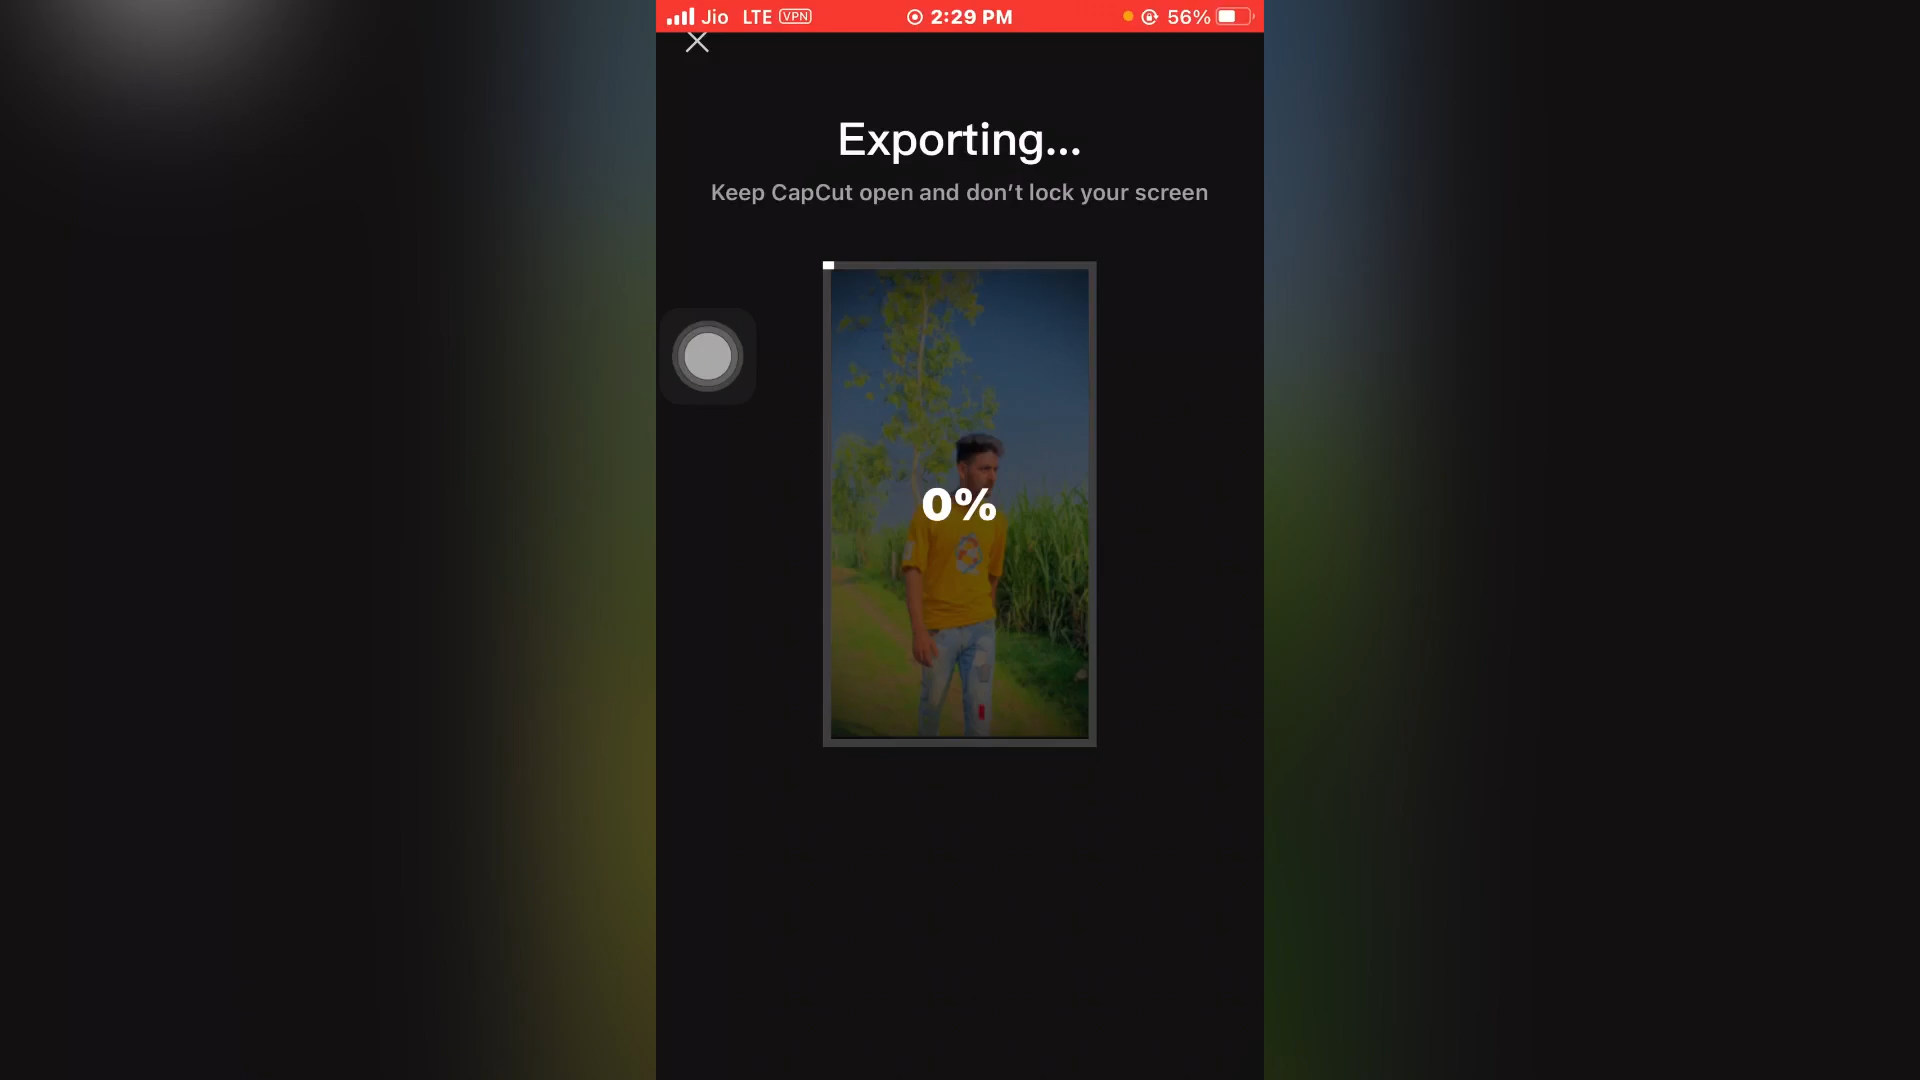 Jio LTE VPN 2:29 PM 56%
Exporting...
Keep CapCut open and don't lock your screen
0%